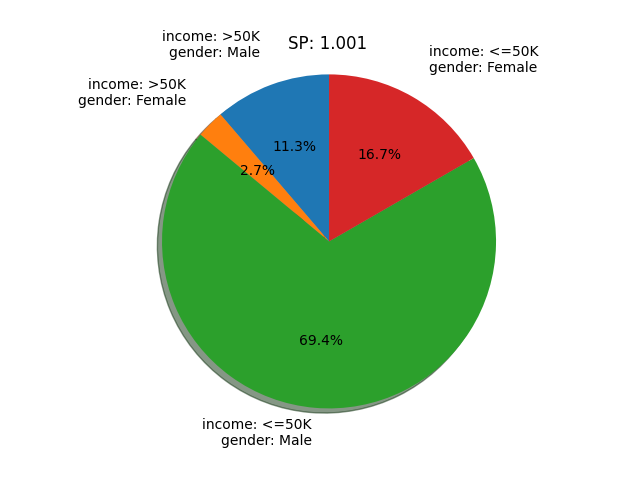 SP: 1.001
income: >50K
gender: Male
income: <=50K
gender: Female
income: >50K
gender: Female
11.3%
16.7%
2.7%
69.4%
income: <=50K
gender: Male